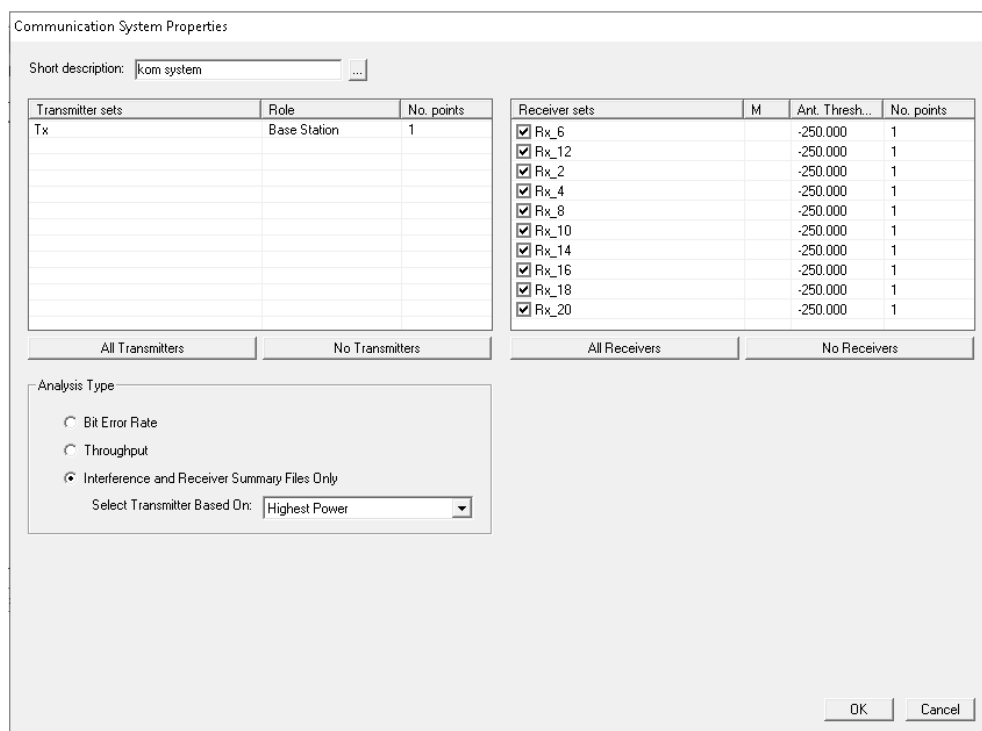 Communication System Properties
Short description: kom system ...
Transmitter sets Role No. points
Tx Base Station 1
All Transmitters No Transmitters
Receiver sets M Ant. Thresh... No. points
Rx_6 -250.000 1
Rx_12 -250.000 1
Rx_2 -250.000 1
Rx_4 -250.000 1
Rx_8 -250.000 1
Rx_10 -250.000 1
Rx_14 -250.000 1
Rx_16 -250.000 1
Rx_18 -250.000 1
Rx_20 -250.000 1
All Receivers No Receivers
Analysis Type
Bit Error Rate
Throughput
Interference and Receiver Summary Files Only
Select Transmitter Based On: Highest Power
OK Cancel